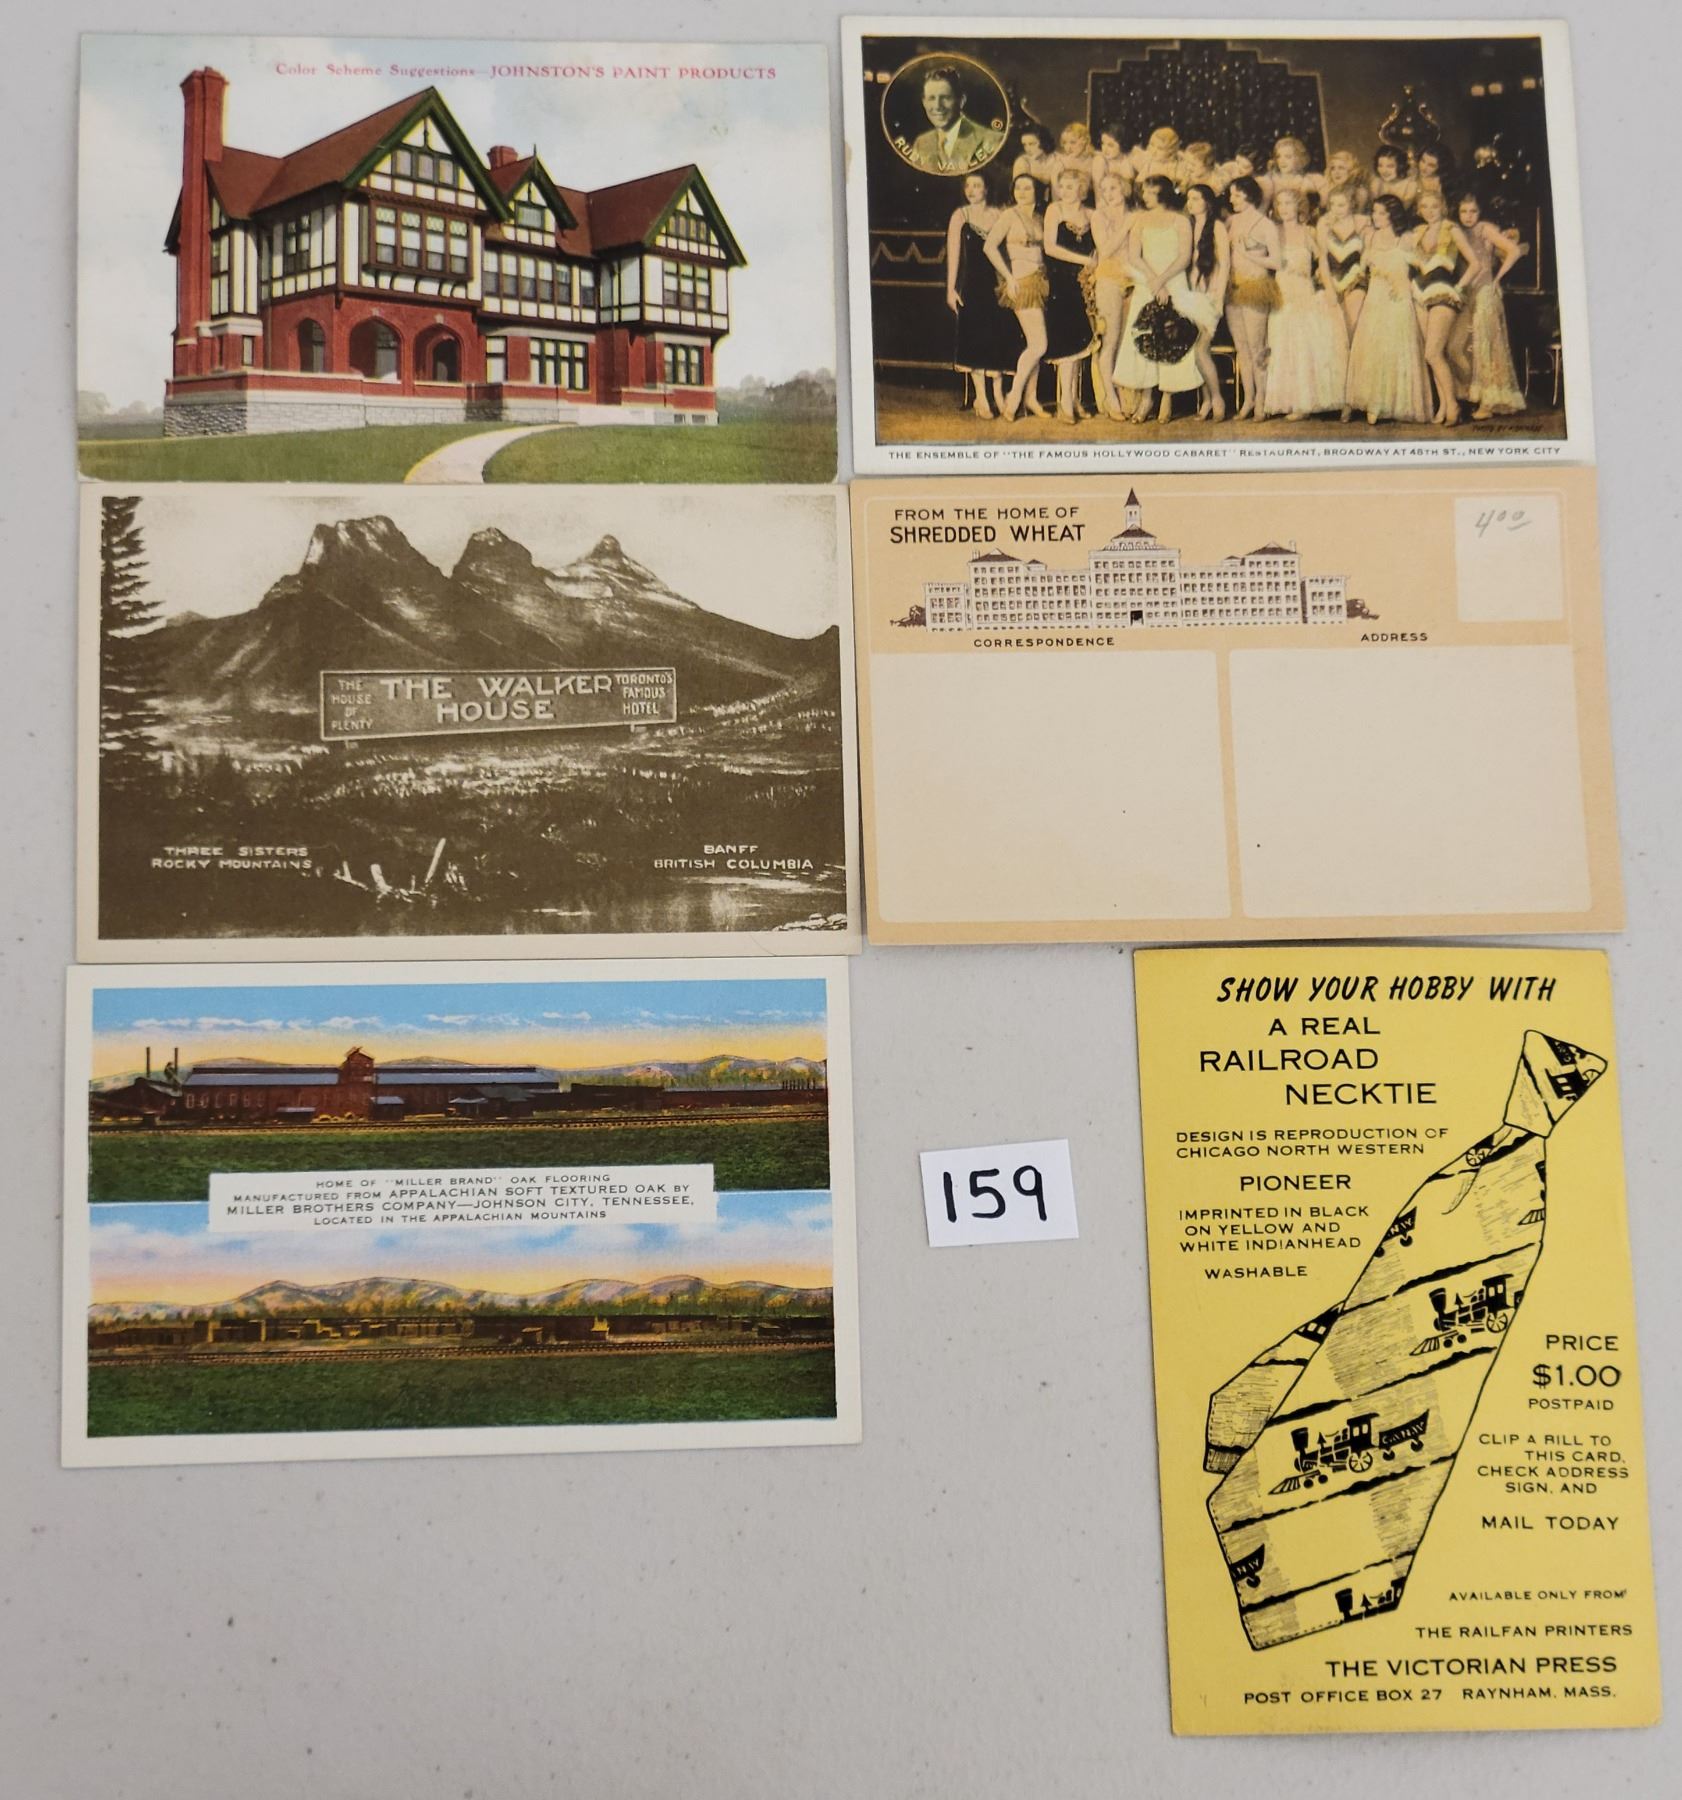 Color Scheme Suggestions—JOHNSTON'S PAINT PRODUCTS
RUDY VALLEE
©
THE ENSEMBLE OF "THE FAMOUS HOLLYWOOD CABARET" RESTAURANT, BROADWAY AT 48TH ST., NEW YORK CITY
THE HOUSE OF PLENTY
THE WALKER HOUSE
TORONTO'S FAMOUS HOTEL
THREE SISTERS
ROCKY MOUNTAINS
BANFF
BRITISH COLUMBIA
FROM THE HOME OF
SHREDDED WHEAT
4.00
CORRESPONDENCE
ADDRESS
HOME OF "MILLER BRAND" OAK FLOORING
MANUFACTURED FROM APPALACHIAN SOFT TEXTURED OAK BY
MILLER BROTHERS COMPANY—JOHNSON CITY, TENNESSEE,
LOCATED IN THE APPALACHIAN MOUNTAINS
159
SHOW YOUR HOBBY WITH
A REAL
RAILROAD
NECKTIE
DESIGN IS REPRODUCTION OF
CHICAGO NORTH WESTERN
PIONEER
IMPRINTED IN BLACK
ON YELLOW AND
WHITE INDIANHEAD
WASHABLE
PRICE
$1.00
POSTPAID
CLIP A BILL TO
THIS CARD,
CHECK ADDRESS
SIGN, AND
MAIL TODAY
AVAILABLE ONLY FROM
THE RAILFAN PRINTERS
THE VICTORIAN PRESS
POST OFFICE BOX 27 RAYNHAM, MASS.